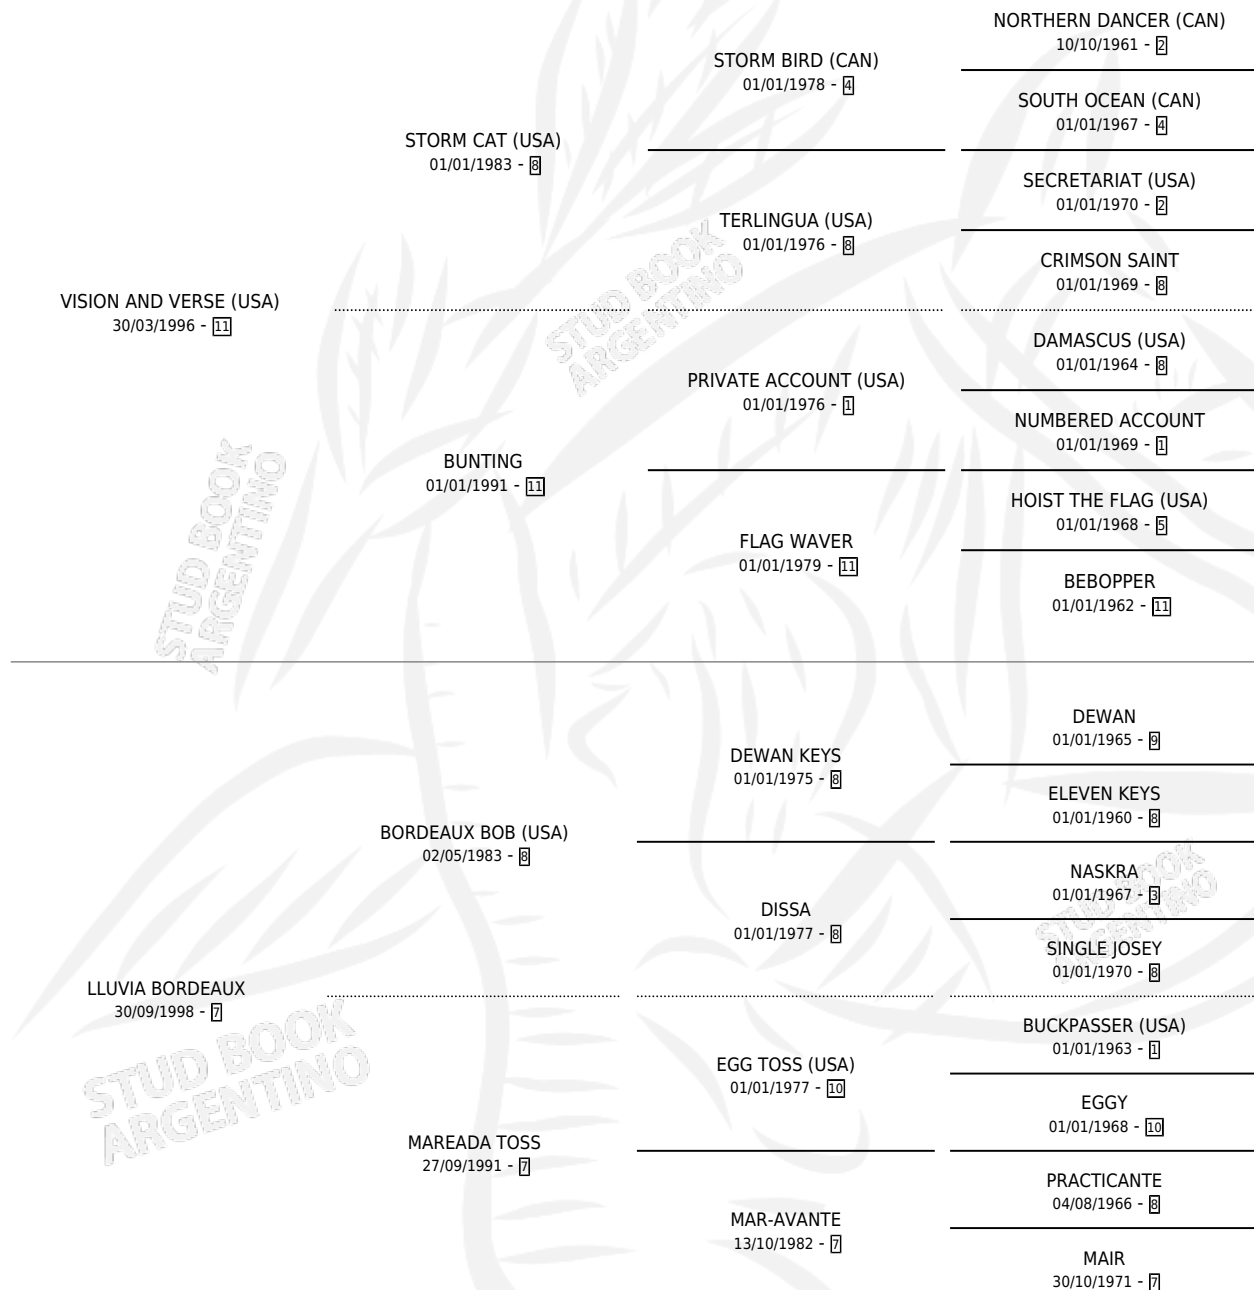 NORTHERN DANCER (CAN)
10/10/1961 - 2
STORM BIRD (CAN)
01/01/1978 - 4
SOUTH OCEAN (CAN)
01/01/1967 - 4
STORM CAT (USA)
01/01/1983 - 8
SECRETARIAT (USA)
01/01/1970 - 2
TERLINGUA (USA)
01/01/1976 - 8
CRIMSON SAINT
01/01/1969 - 8
VISION AND VERSE (USA)
30/03/1996 - 11
DAMASCUS (USA)
01/01/1964 - 8
PRIVATE ACCOUNT (USA)
01/01/1976 - 1
NUMBERED ACCOUNT
01/01/1969 - 1
BUNTING
01/01/1991 - 11
HOIST THE FLAG (USA)
01/01/1968 - 5
FLAG WAVER
01/01/1979 - 11
BEBOPPER
01/01/1962 - 11
DEWAN
01/01/1965 - 9
DEWAN KEYS
01/01/1975 - 8
ELEVEN KEYS
01/01/1960 - 8
BORDEAUX BOB (USA)
02/05/1983 - 8
NASKRA
01/01/1967 - 3
DISSA
01/01/1977 - 8
SINGLE JOSEY
01/01/1970 - 8
LLUVIA BORDEAUX
30/09/1998 - 7
BUCKPASSER (USA)
01/01/1963 - 1
EGG TOSS (USA)
01/01/1977 - 10
EGGY
01/01/1968 - 10
MAREADA TOSS
27/09/1991 - 7
PRACTICANTE
04/08/1966 - 8
MAR-AVANTE
13/10/1982 - 7
MAIR
30/10/1971 - 7
STUD BOOK
ARGENTINO
STUD BOOK
ARGENTINO
STUD BOOK
ARGENTINO
STUD BOOK
ARGENTINO